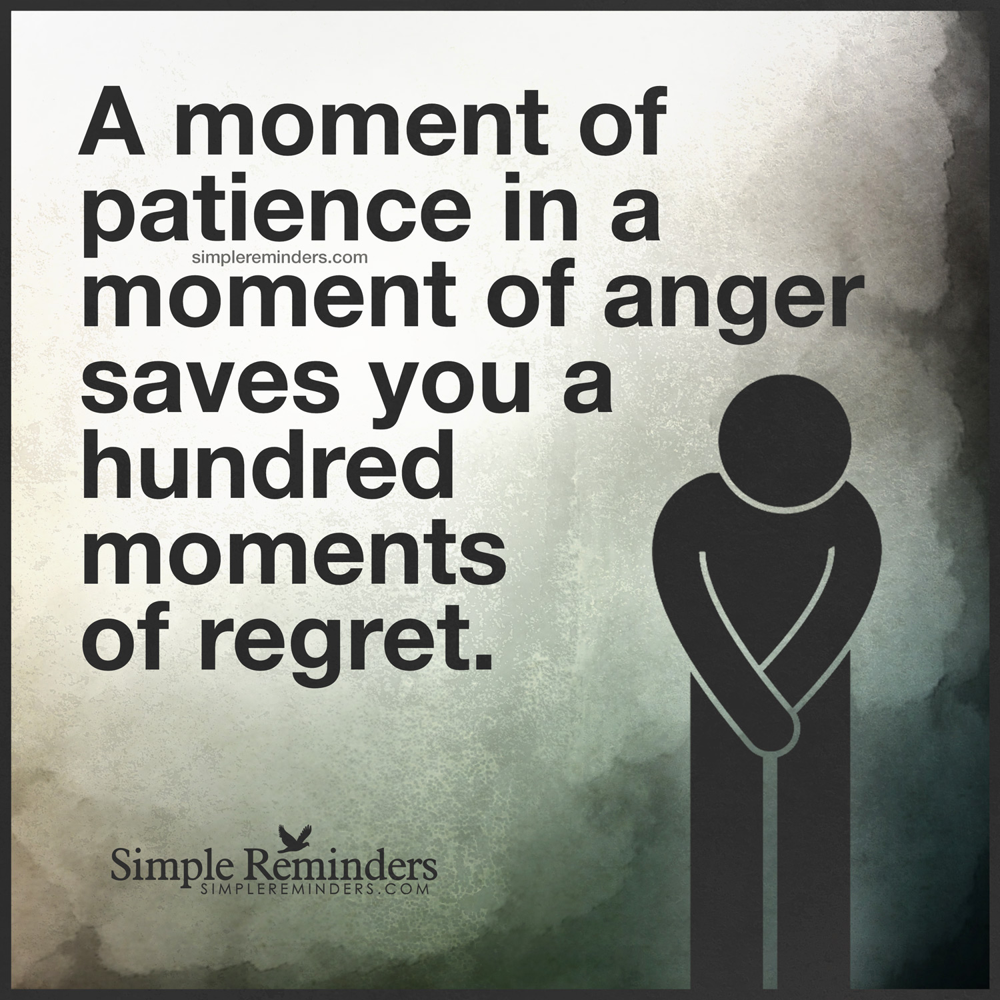 A moment of
patience in a
simplereminders.com
moment of anger
saves you a
hundred
moments
of regret.
Simple Reminders
SIMPLEREMINDERS.COM